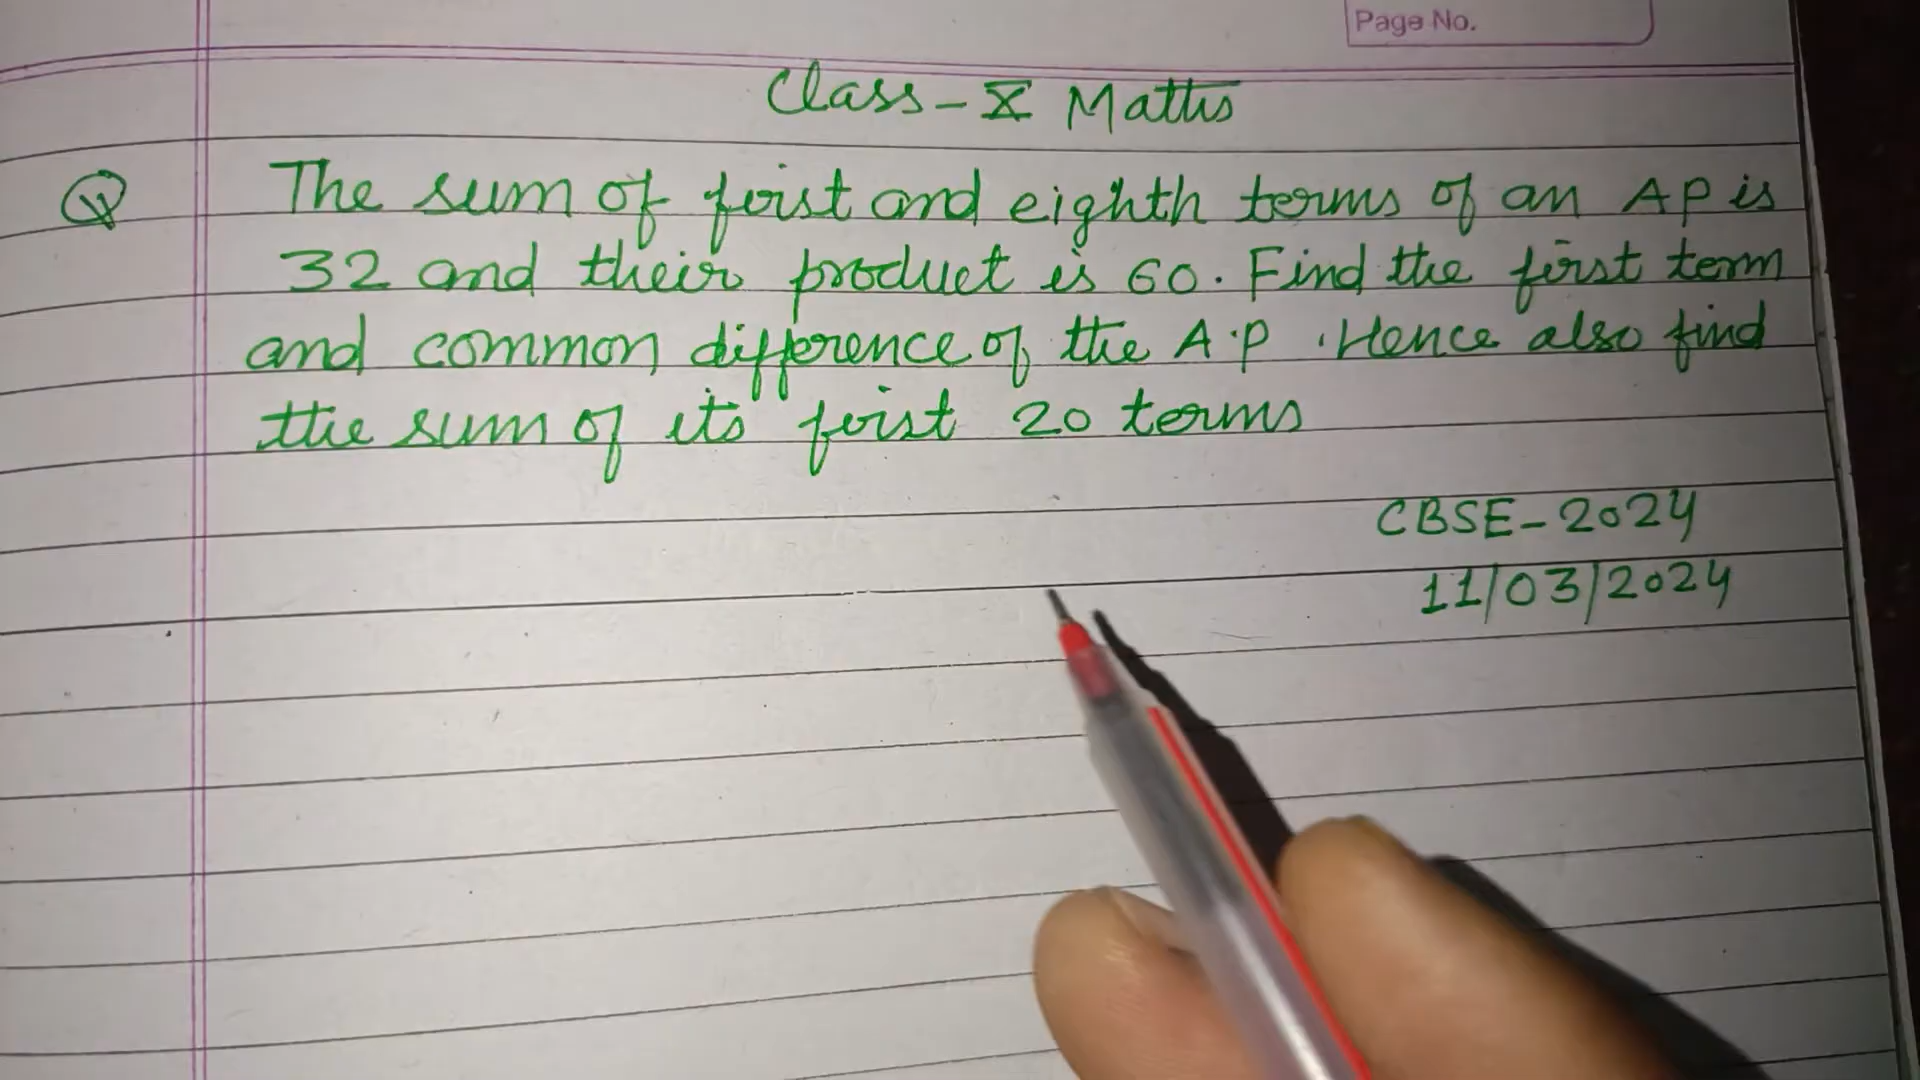 Page No.
Class - X Maths
Q The sum of first and eighth terms of an AP is
32 and their product is 60. Find the first term
and common difference of the A.P. Hence also find
the sum of its first 20 terms
CBSE-2024
11/03/2024